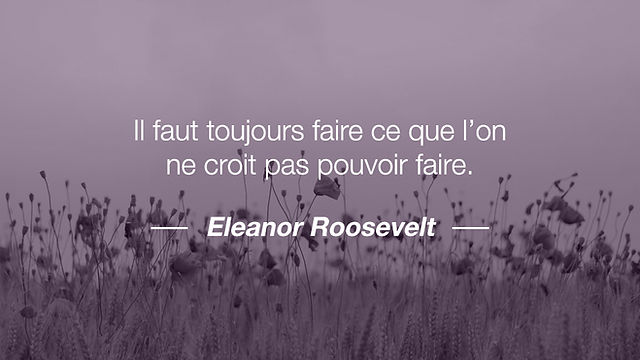 Il faut toujours faire ce que l’on
ne croit pas pouvoir faire.
Eleanor Roosevelt